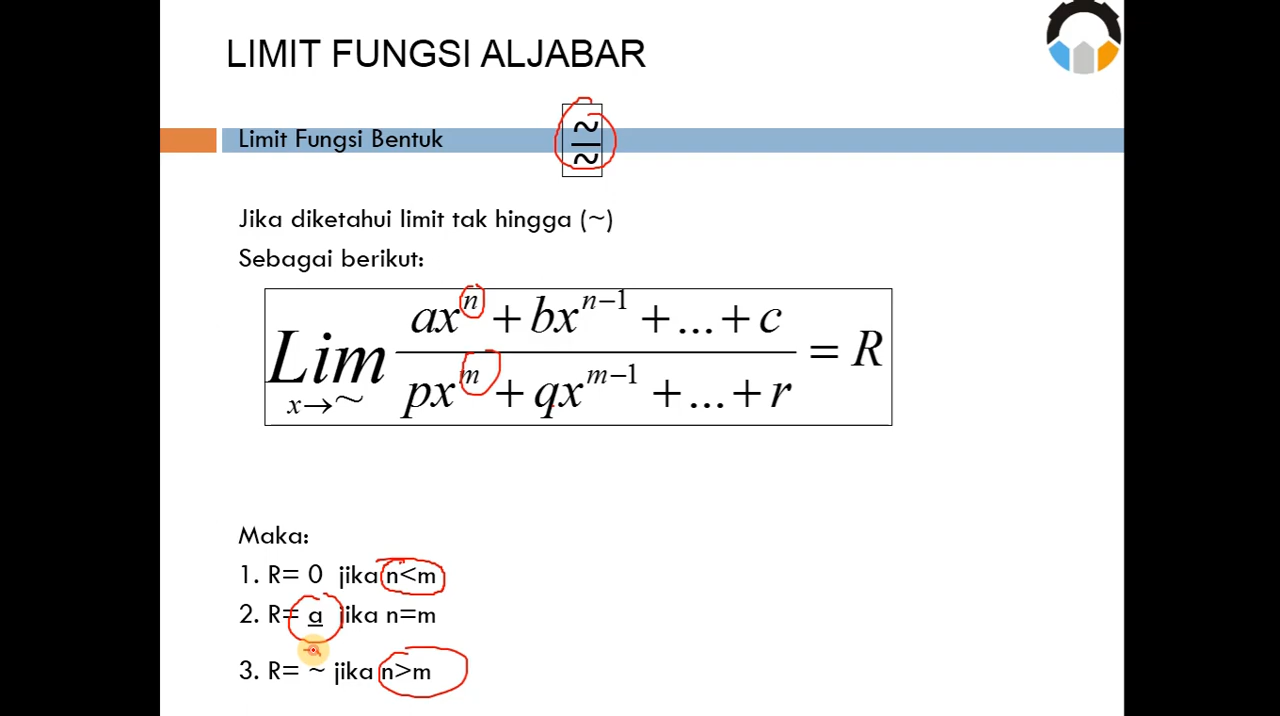 LIMIT FUNGSI ALJABAR
Limit Fungsi Bentuk ~/~
Jika diketahui limit tak hingga (~)
Sebagai berikut:
Lim x→~ (ax^n + bx^(n−1) + ... + c)/(px^m + qx^(m−1) + ... + r) = R
Maka:
1. R= 0 jika n<m
2. R= a jika n=m
3. R= ~ jika n>m